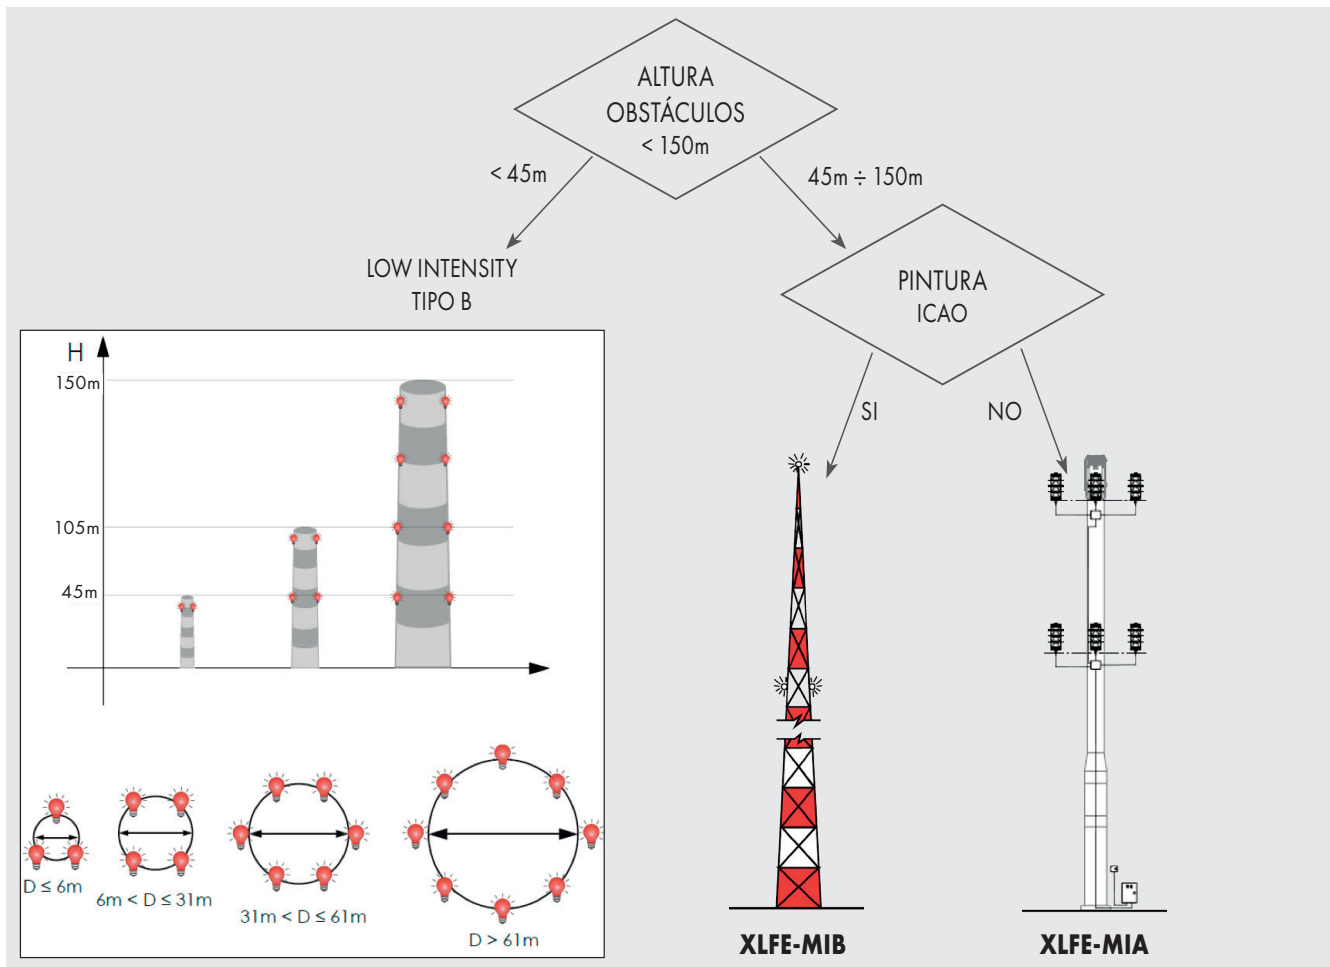 ALTURA
OBSTÁCULOS
< 150m
< 45m
45m ÷ 150m
LOW INTENSITY
TIPO B
PINTURA
ICAO
SI
NO
H
150m
105m
45m
D ≤ 6m
6m < D ≤ 31m
31m < D ≤ 61m
D > 61m
XLFE-MIB
XLFE-MIA